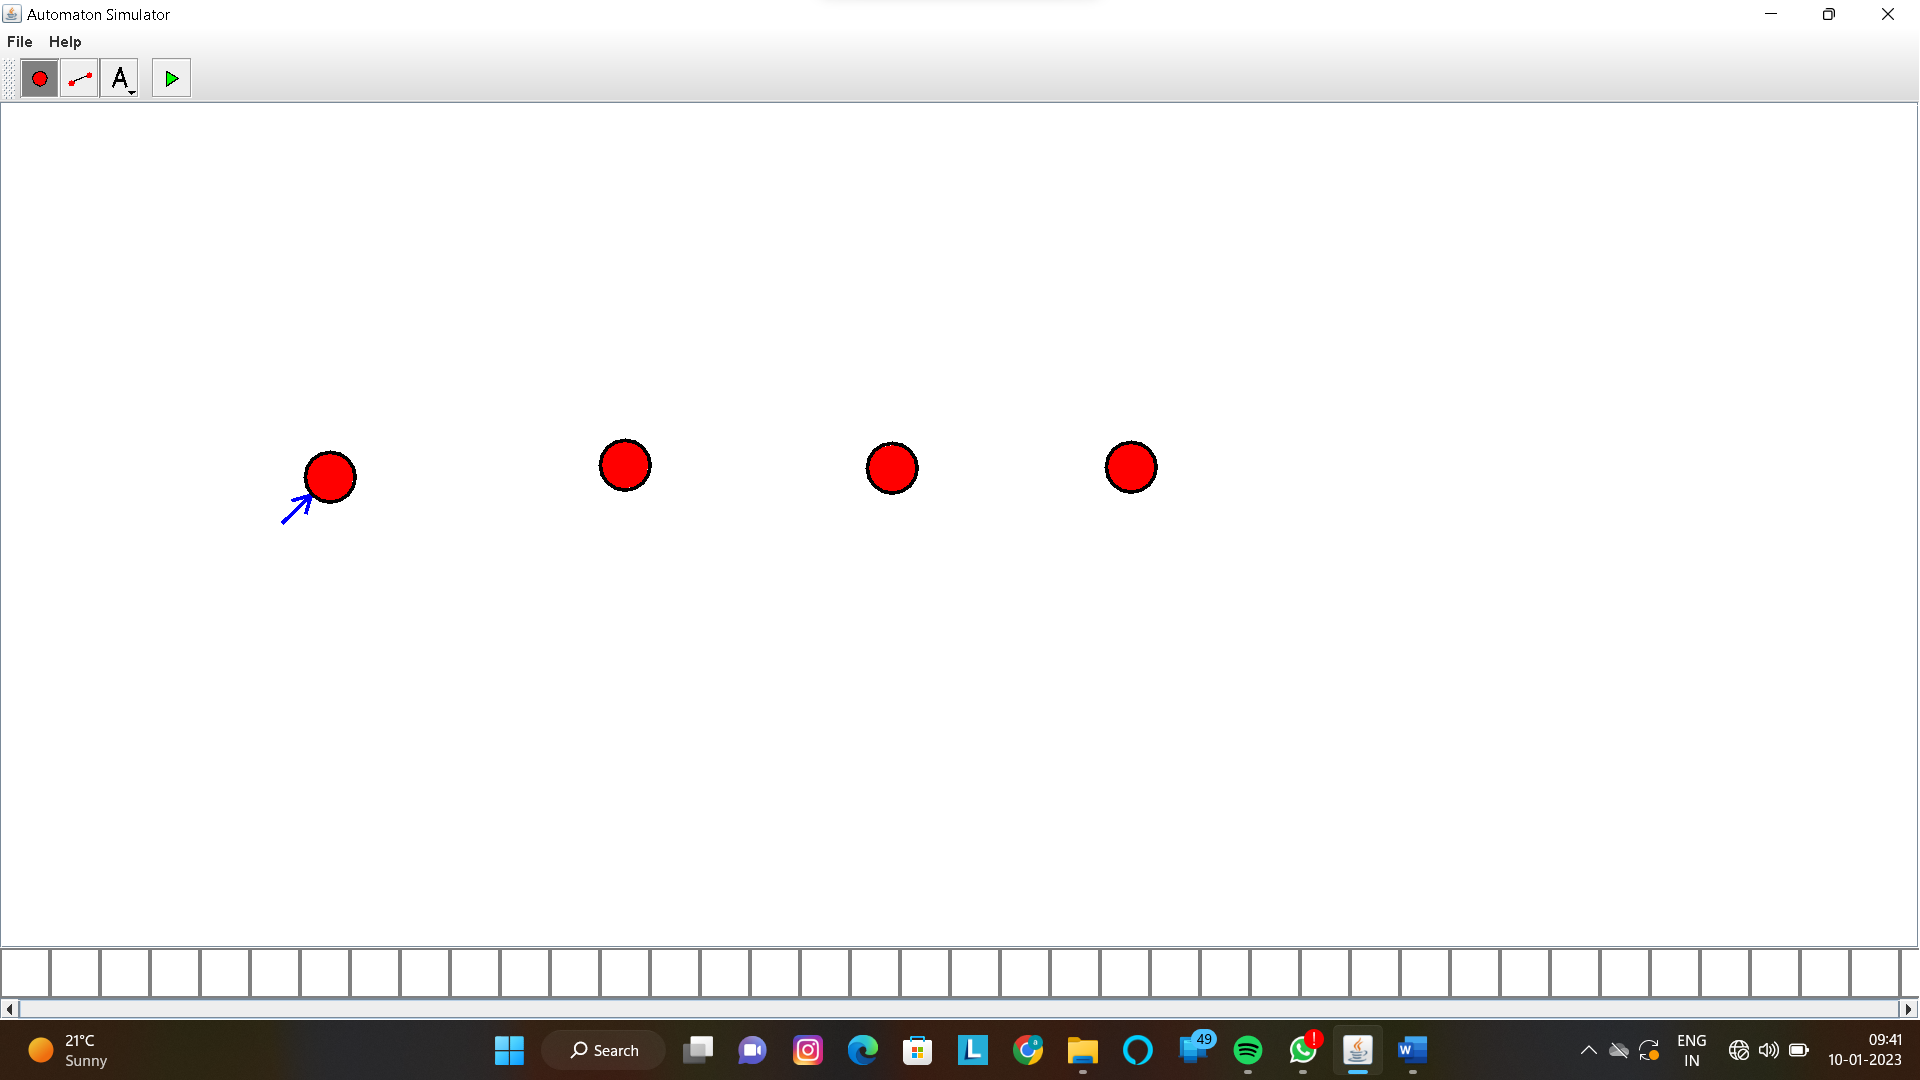 Automaton Simulator
File Help
A
21°C
Sunny
Search
L
a
49
!
W
ENG
IN
09:41
10-01-2023